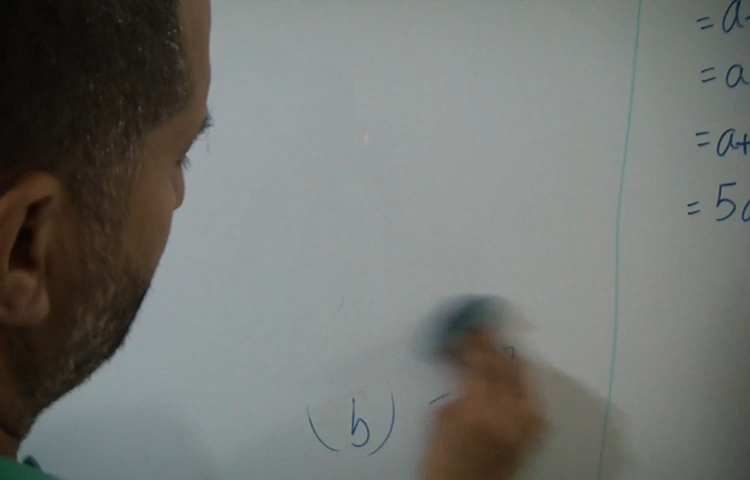 = a
= a
= a+
= 5a
(b)